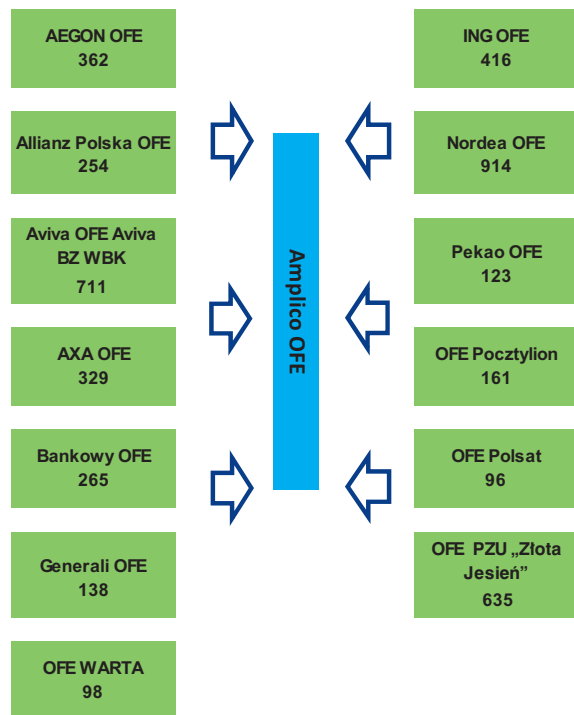 AEGON OFE
362
Allianz Polska OFE
254
Aviva OFE Aviva
BZ WBK
711
AXA OFE
329
Bankowy OFE
265
Generali OFE
138
OFE WARTA
98
Amplico OFE
ING OFE
416
Nordea OFE
914
Pekao OFE
123
OFE Pocztylion
161
OFE Polsat
96
OFE PZU „Złota
Jesień”
635